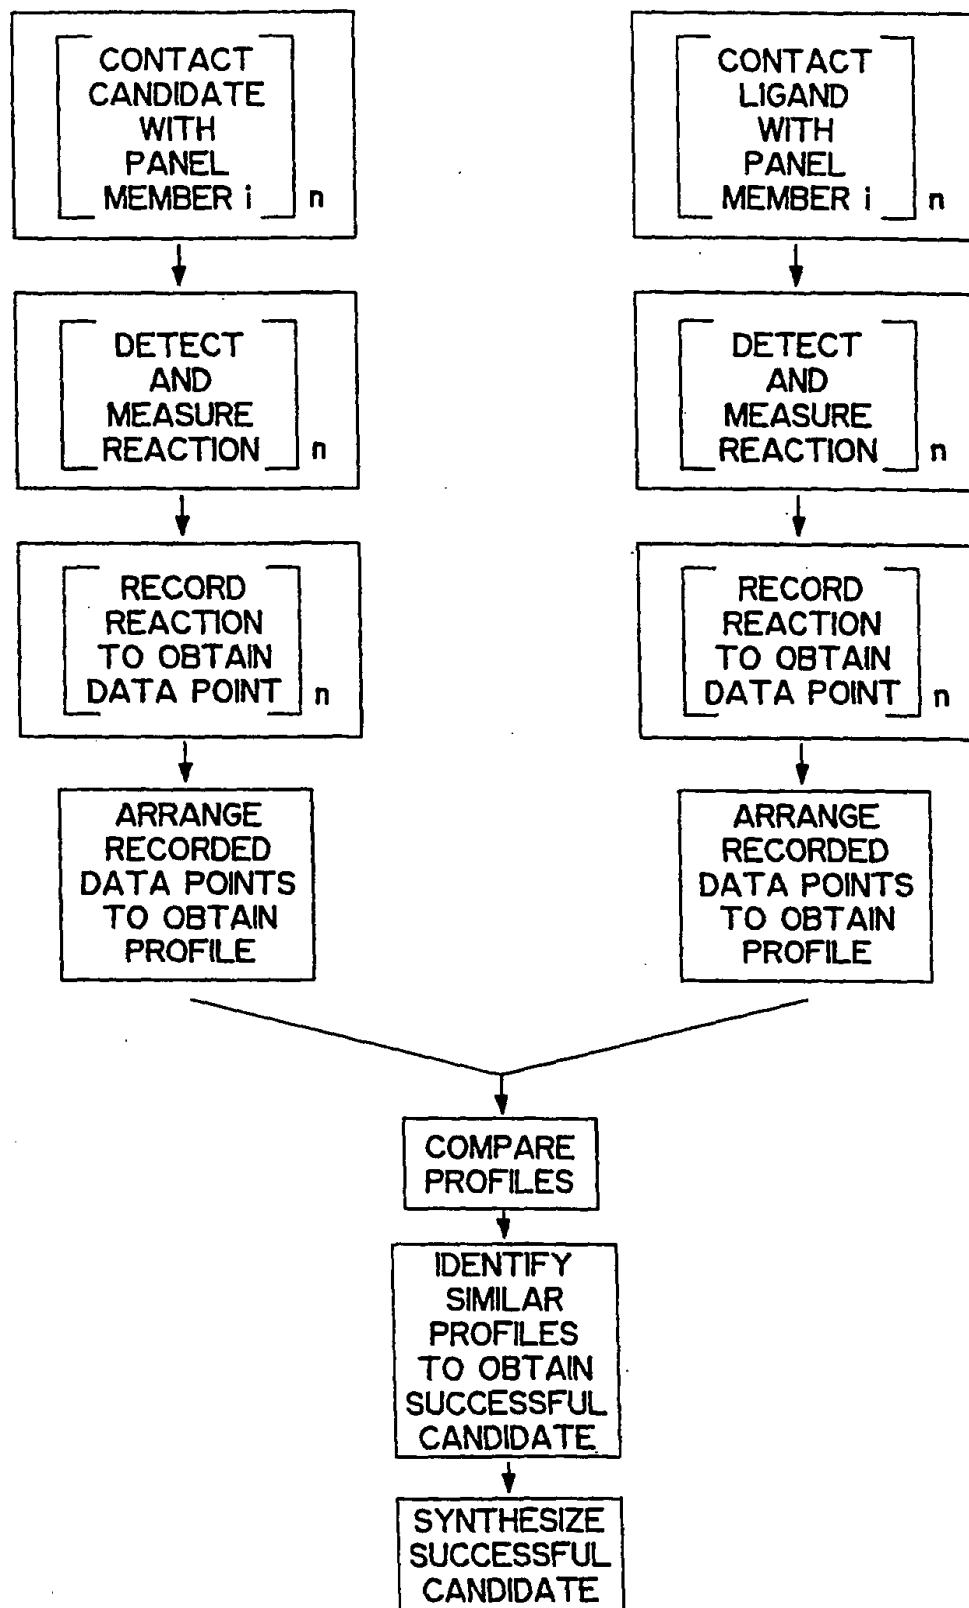 CONTACT
CANDIDATE
WITH
PANEL
MEMBER i
n
DETECT
AND
MEASURE
REACTION
n
RECORD
REACTION
TO OBTAIN
DATA POINT
n
ARRANGE
RECORDED
DATA POINTS
TO OBTAIN
PROFILE
CONTACT
LIGAND
WITH
PANEL
MEMBER i
n
DETECT
AND
MEASURE
REACTION
n
RECORD
REACTION
TO OBTAIN
DATA POINT
n
ARRANGE
RECORDED
DATA POINTS
TO OBTAIN
PROFILE
COMPARE
PROFILES
IDENTIFY
SIMILAR
PROFILES
TO OBTAIN
SUCCESSFUL
CANDIDATE
SYNTHESIZE
SUCCESSFUL
CANDIDATE